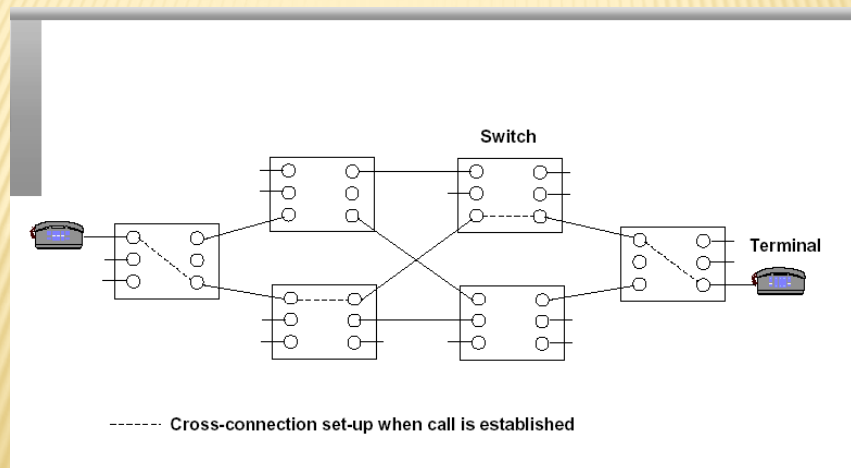 Switch
Terminal
Cross-connection set-up when call is established